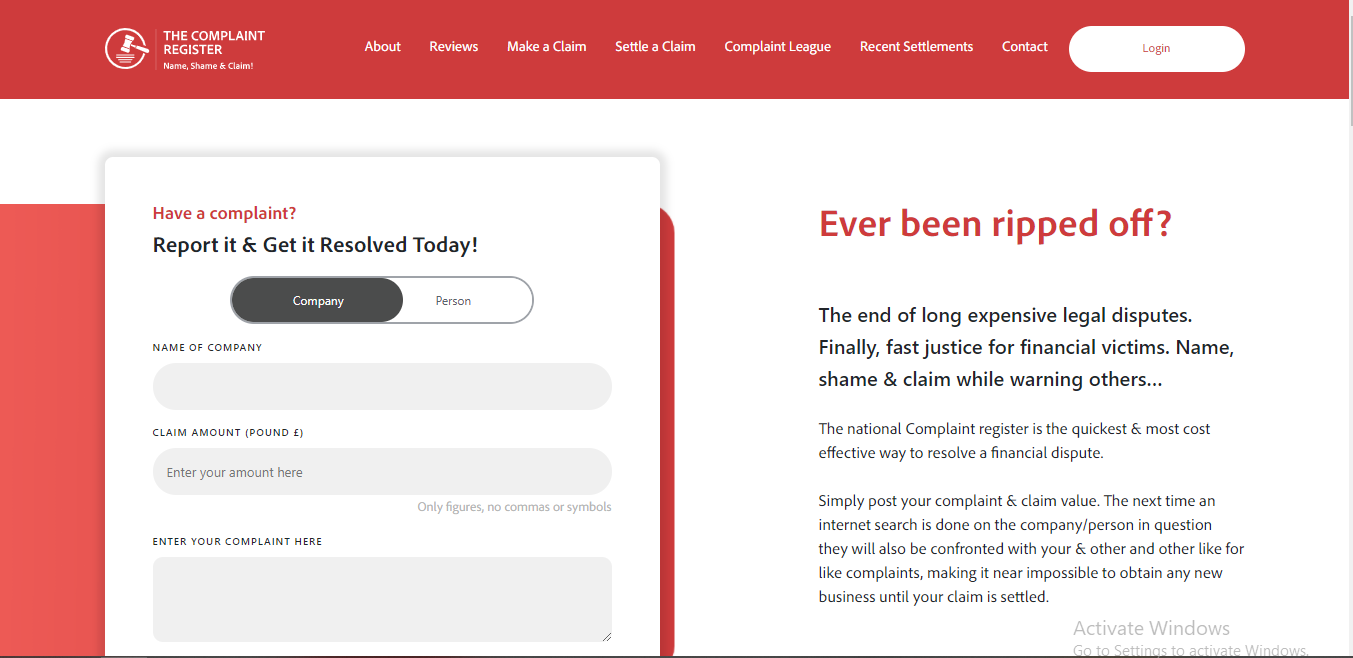 THE COMPLAINT
REGISTER
Name, Shame & Claim!
About
Reviews
Make a Claim
Settle a Claim
Complaint League
Recent Settlements
Contact
Login
Have a complaint?
Report it & Get it Resolved Today!
Company
Person
NAME OF COMPANY
CLAIM AMOUNT (POUND £)
Enter your amount here
Only figures, no commas or symbols
ENTER YOUR COMPLAINT HERE
Ever been ripped off?
The end of long expensive legal disputes.
Finally, fast justice for financial victims. Name,
shame & claim while warning others...
The national Complaint register is the quickest & most cost
effective way to resolve a financial dispute.
Simply post your complaint & claim value. The next time an
internet search is done on the company/person in question
they will also be confronted with your & other and other like for
like complaints, making it near impossible to obtain any new
business until your claim is settled.
Activate Windows
Go to Settings to activate Windows.